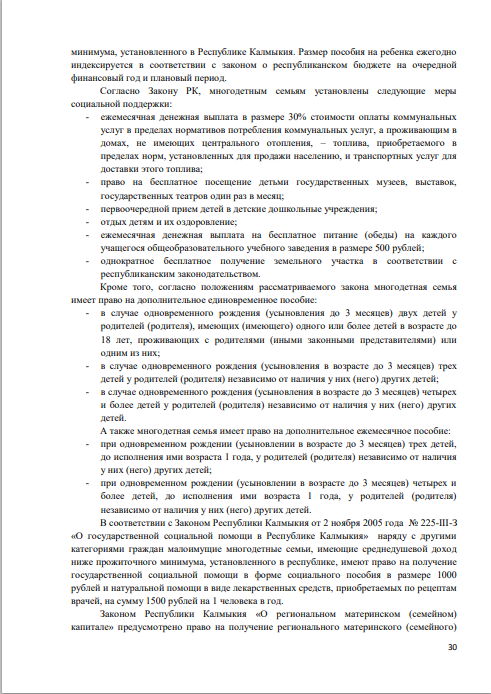 минимума, установленного в Республике Калмыкия. Размер пособия на ребенка ежегодно
индексируется в соответствии с законом о республиканском бюджете на очередной
финансовый год и плановый период.
Согласно Закону РК, многодетным семьям установлены следующие меры
социальной поддержки:
- ежемесячная денежная выплата в размере 30% стоимости оплаты коммунальных
услуг в пределах нормативов потребления коммунальных услуг, а проживающим в
домах, не имеющих центрального отопления, – топлива, приобретаемого в
пределах норм, установленных для продажи населению, и транспортных услуг для
доставки этого топлива;
- право на бесплатное посещение детьми государственных музеев, выставок,
государственных театров один раз в месяц;
- первоочередной прием детей в детские дошкольные учреждения;
- отдых детям и их оздоровление;
- ежемесячная денежная выплата на бесплатное питание (обеды) на каждого
учащегося общеобразовательного учебного заведения в размере 500 рублей;
- однократное бесплатное получение земельного участка в соответствии с
республиканским законодательством.
Кроме того, согласно положениям рассматриваемого закона многодетная семья
имеет право на дополнительное единовременное пособие:
- в случае одновременного рождения (усыновления до 3 месяцев) двух детей у
родителей (родителя), имеющих (имеющего) одного или более детей в возрасте до
18 лет, проживающих с родителями (иными законными представителями) или
одним из них;
- в случае одновременного рождения (усыновления в возрасте до 3 месяцев) трех
детей у родителей (родителя) независимо от наличия у них (него) других детей;
- в случае одновременного рождения (усыновления в возрасте до 3 месяцев) четырех
и более детей у родителей (родителя) независимо от наличия у них (него) других
детей.
А также многодетная семья имеет право на дополнительное ежемесячное пособие:
- при одновременном рождении (усыновлении в возрасте до 3 месяцев) трех детей,
до исполнения ими возраста 1 года, у родителей (родителя) независимо от наличия
у них (него) других детей;
- при одновременном рождении (усыновлении в возрасте до 3 месяцев) четырех и
более детей, до исполнения ими возраста 1 года, у родителей (родителя)
независимо от наличия у них (него) других детей.
В соответствии с Законом Республики Калмыкия от 2 ноября 2005 года № 225-III-З
«О государственной социальной помощи в Республике Калмыкия» наряду с другими
категориями граждан малоимущие многодетные семьи, имеющие среднедушевой доход
ниже прожиточного минимума, установленного в республике, имеют право на получение
государственной социальной помощи в форме социального пособия в размере 1000
рублей и натуральной помощи в виде лекарственных средств, приобретаемых по рецептам
врачей, на сумму 1500 рублей на 1 человека в год.
Законом Республики Калмыкия «О региональном материнском (семейном)
капитале» предусмотрено право на получение регионального материнского (семейного)
30